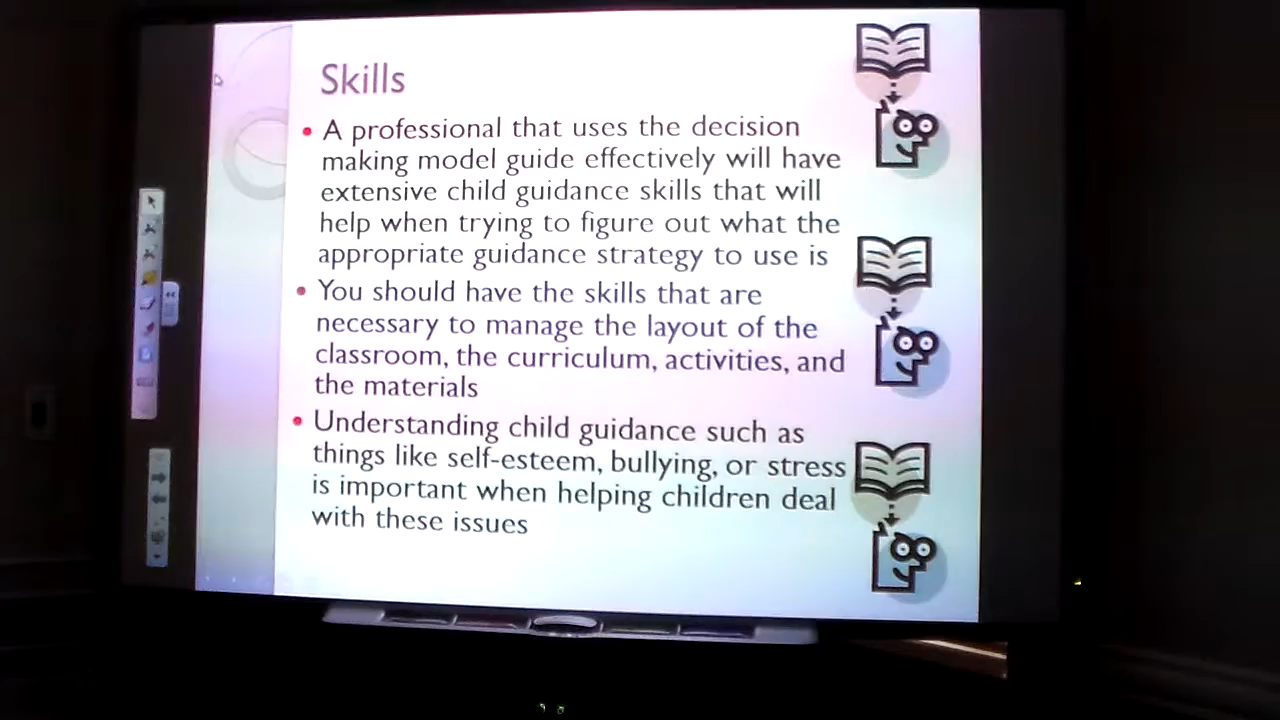 Skills
A professional that uses the decision
making model guide effectively will have
extensive child guidance skills that will
help when trying to figure out what the
appropriate guidance strategy to use is
You should have the skills that are
necessary to manage the layout of the
classroom, the curriculum, activities, and
the materials
Understanding child guidance such as
things like self-esteem, bullying, or stress
is important when helping children deal
with these issues